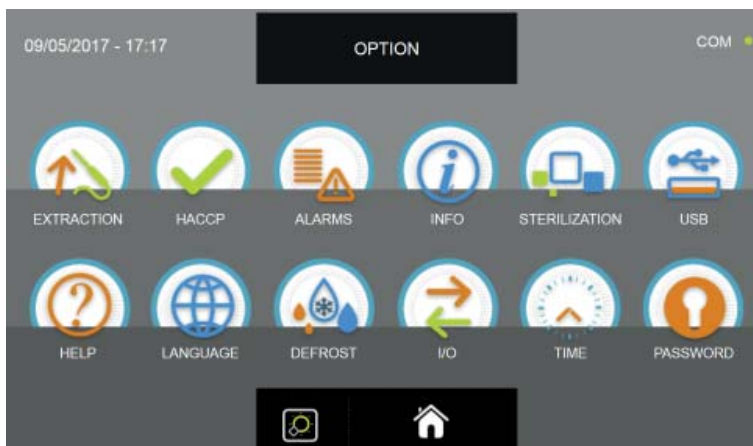 09/05/2017 - 17:17
OPTION
COM
EXTRACTION
HACCP
ALARMS
INFO
STERILIZATION
USB
HELP
LANGUAGE
DEFROST
I/O
TIME
PASSWORD